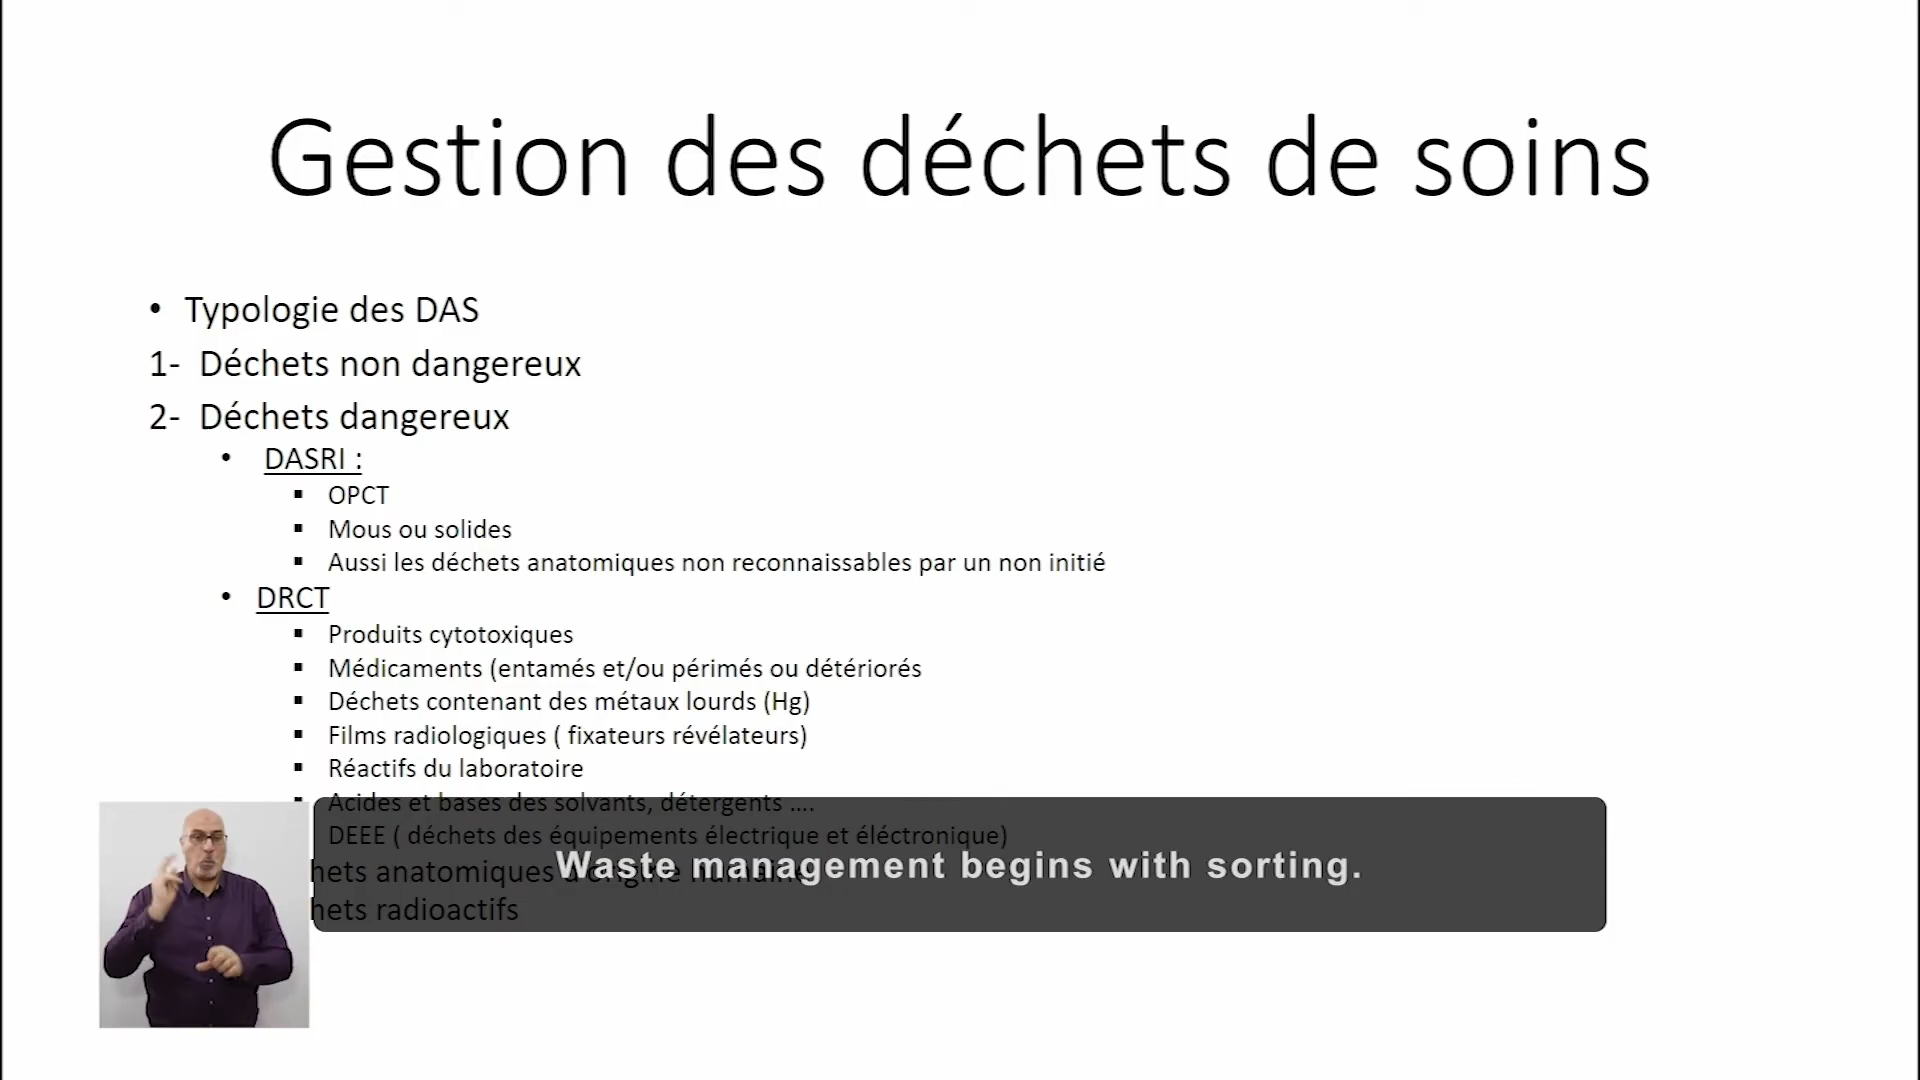 Gestion des déchets de soins
• Typologie des DAS
1- Déchets non dangereux
2- Déchets dangereux
• DASRI :
▪ OPCT
▪ Mous ou solides
▪ Aussi les déchets anatomiques non reconnaissables par un non initié
• DRCT
▪ Produits cytotoxiques
▪ Médicaments (entamés et/ou périmés ou détériorés
▪ Déchets contenant des métaux lourds (Hg)
▪ Films radiologiques ( fixateurs révélateurs)
▪ Réactifs du laboratoire
▪ Acides et bases des solvants, détergents ....
DEEE ( déchets des équipements électrique et éléctronique)
hets anatomiques d'origine humaine
hets radioactifs
Waste management begins with sorting.